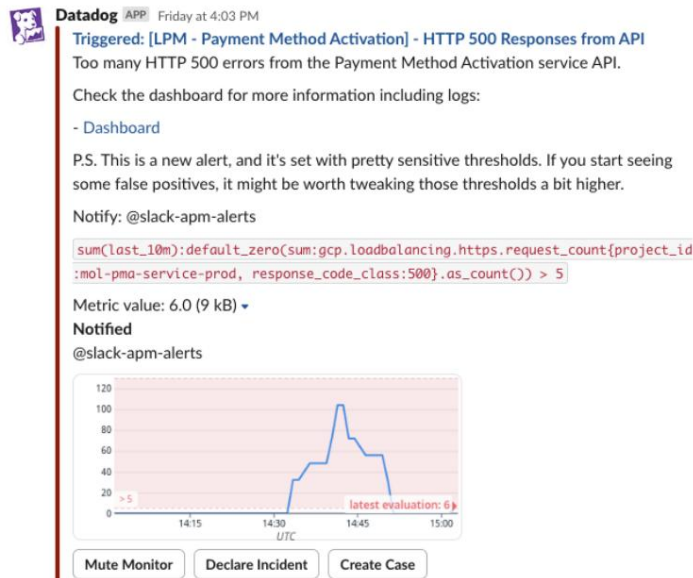 Datadog APP Friday at 4:03 PM
Triggered: [LPM - Payment Method Activation] - HTTP 500 Responses from API
Too many HTTP 500 errors from the Payment Method Activation service API.
Check the dashboard for more information including logs:
- Dashboard
P.S. This is a new alert, and it's set with pretty sensitive thresholds. If you start seeing
some false positives, it might be worth tweaking those thresholds a bit higher.
Notify: @slack-apm-alerts
sum(last_10m):default_zero(sum:gcp.loadbalancing.https.request_count{project_id
:mol-pma-service-prod, response_code_class:500}.as_count()) > 5
Metric value: 6.0 (9 kB)
Notified
@slack-apm-alerts
120
100
80
60
40
20
0
> 5
latest evaluation: 6
14:15 14:30 14:45 15:00
UTC
Mute Monitor Declare Incident Create Case